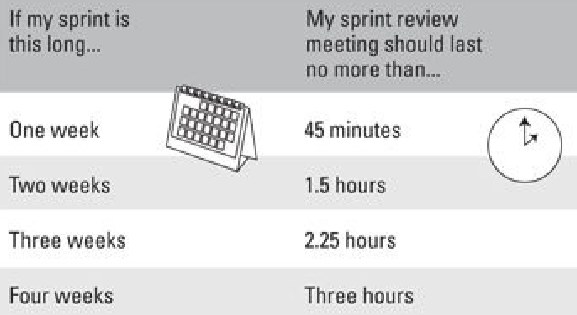 If my sprint is
this long...
My sprint review
meeting should last
no more than...
One week
45 minutes
Two weeks
1.5 hours
Three weeks
2.25 hours
Four weeks
Three hours